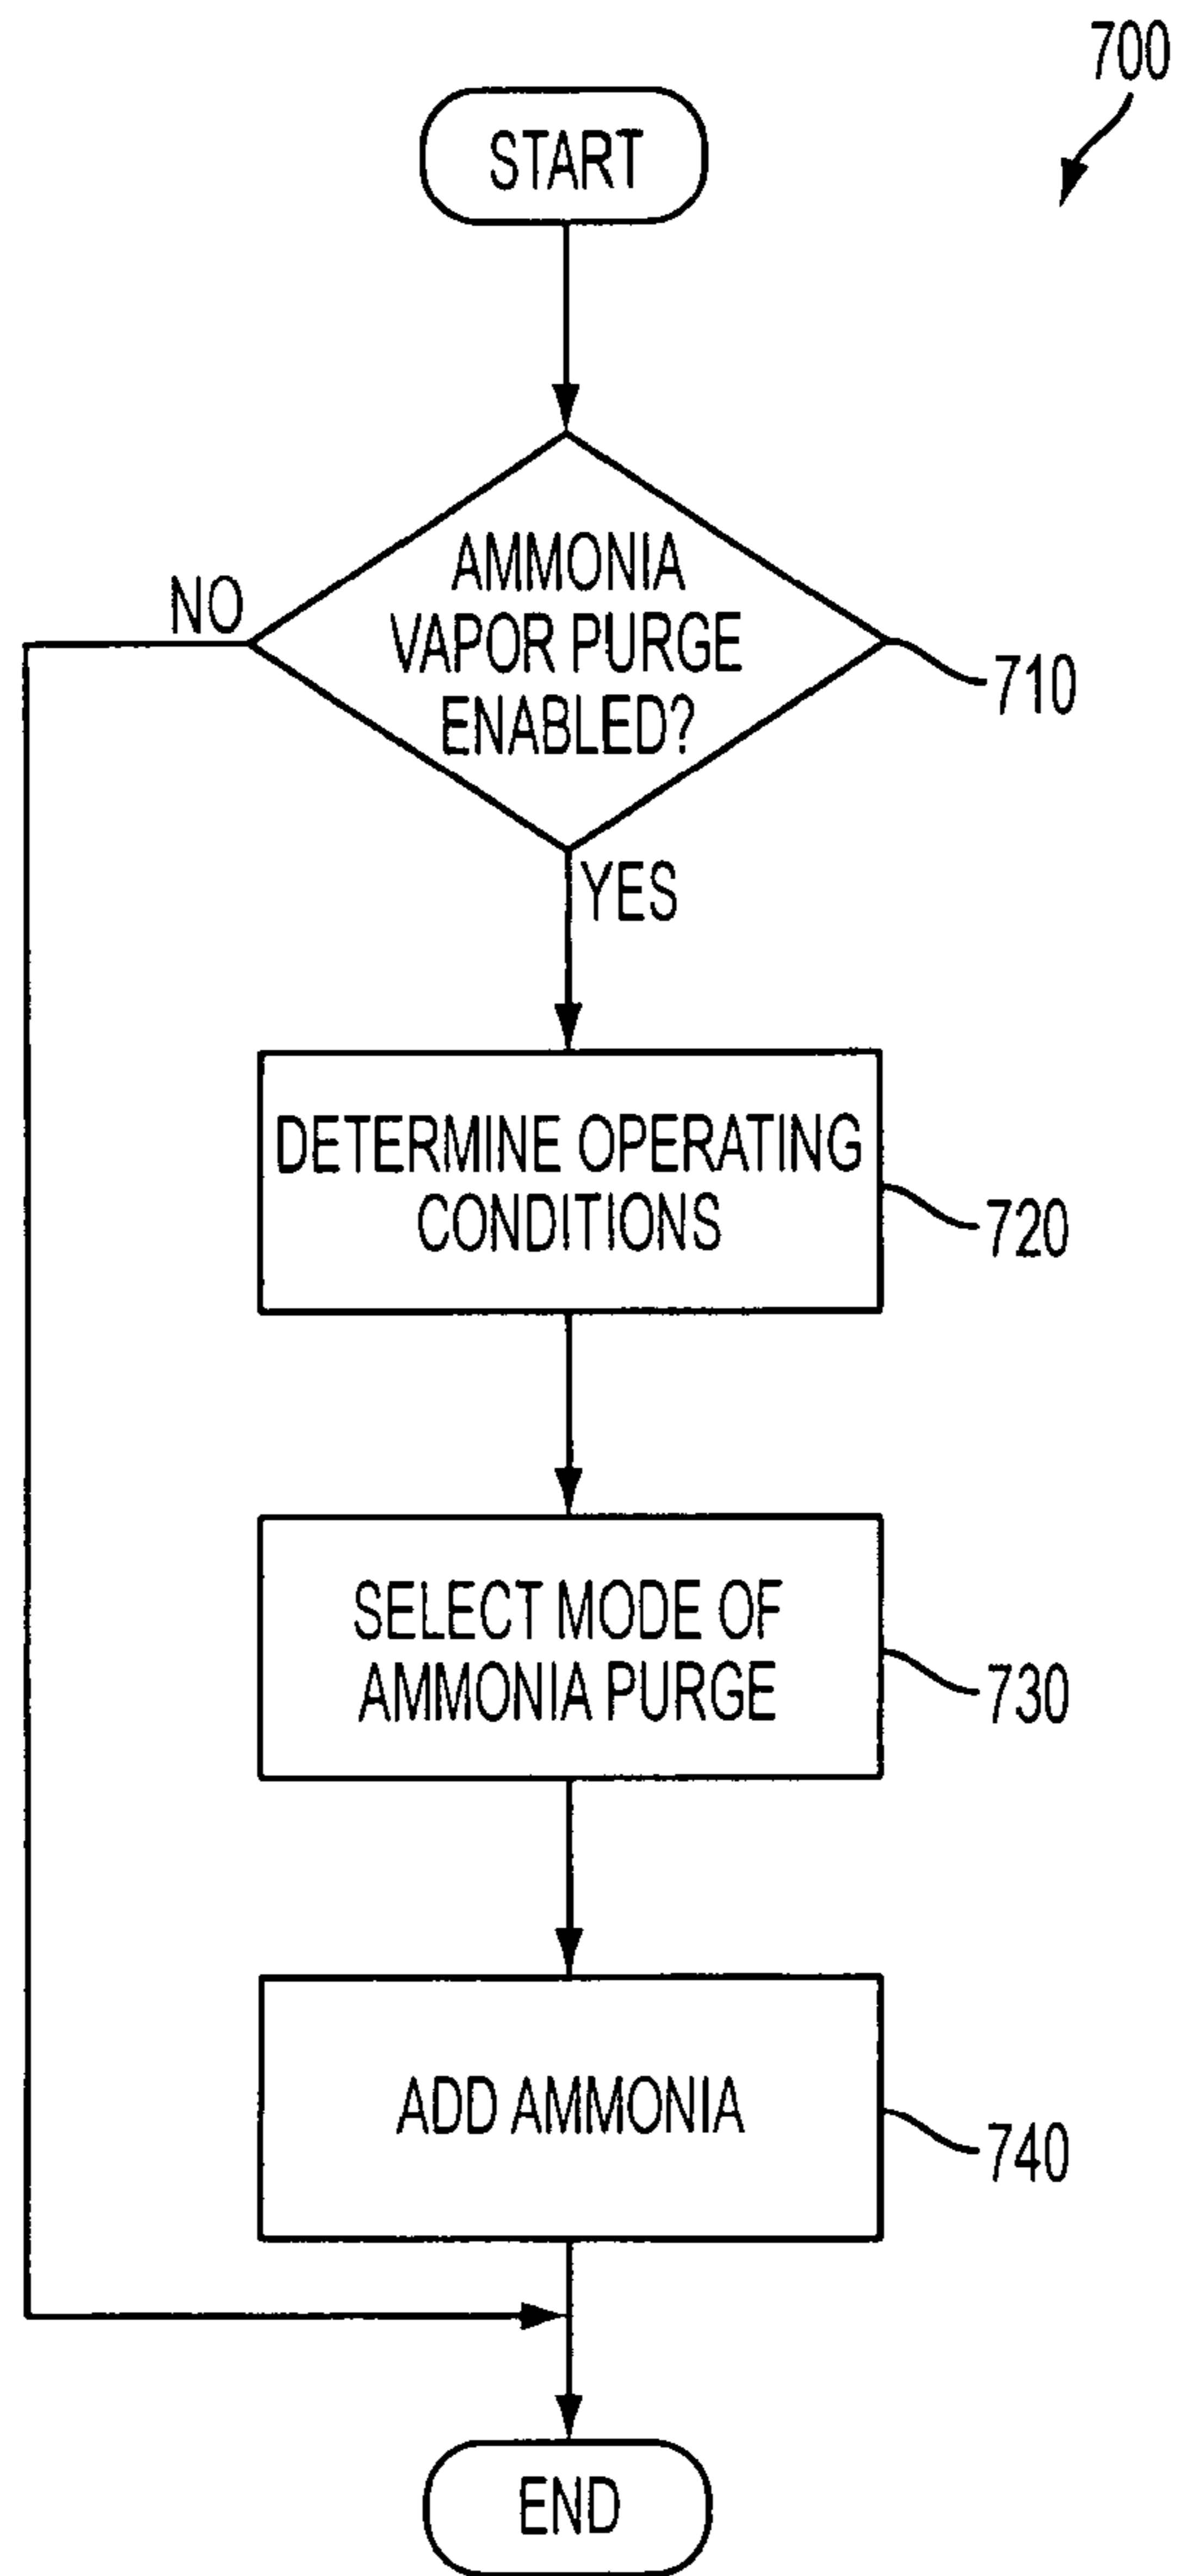 700
START
AMMONIA
VAPOR PURGE
ENABLED?
NO
710
YES
DETERMINE OPERATING
CONDITIONS
720
SELECT MODE OF
AMMONIA PURGE
730
ADD AMMONIA
740
END